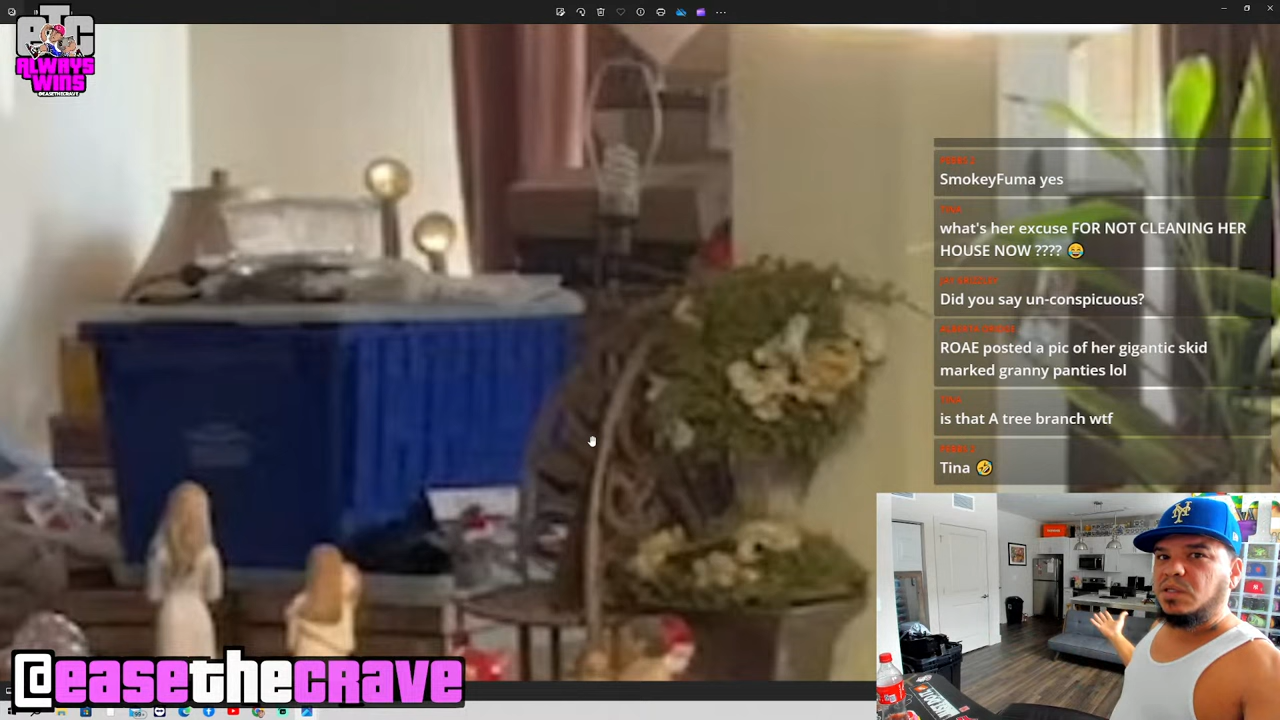 ETC
ALWAYS
WINS
@EASETHECRAVE
SmokeyFuma yes
what's her excuse FOR NOT CLEANING HER
HOUSE NOW ????
Did you say un-conspicuous?
ROAE posted a pic of her gigantic skid
marked granny panties lol
is that A tree branch wtf
Tina
@easethecrave